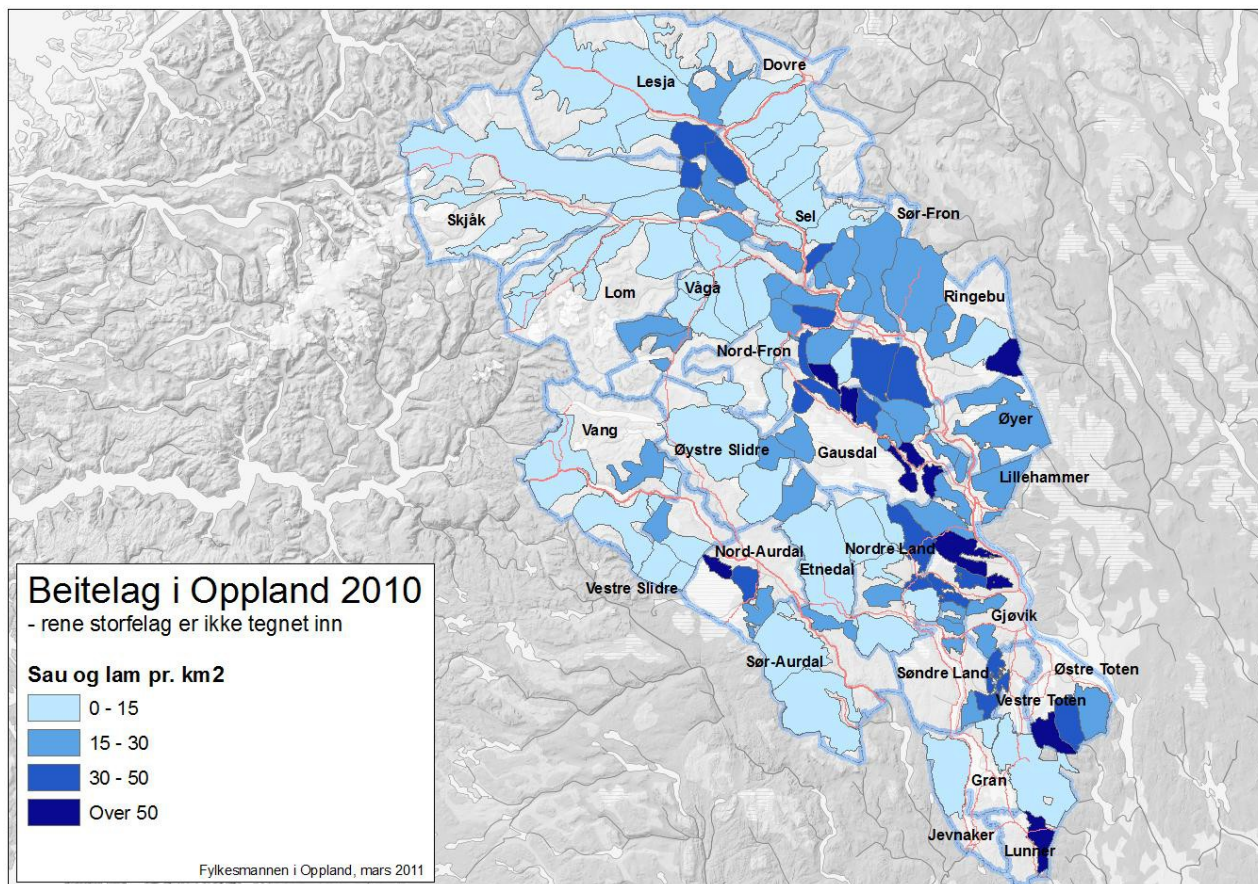 Dovre
Lesja
Sør-Fron
Sel
Skjåk
Ringebu
Vågå
Lom
Nord-Fron
Øyer
Vang
Øystre Slidre
Gausdal
Lillehammer
Nord-Aurdal
Nordre Land
Etnedal
Vestre Slidre
Gjøvik
Sør-Aurdal
Søndre Land
Østre Toten
Vestre Toten
Gran
Jevnaker
Lunner
Beitelag i Oppland 2010
- rene storfelag er ikke tegnet inn
Sau og lam pr. km2
0 - 15
15 - 30
30 - 50
Over 50
Fylkesmannen i Oppland, mars 2011